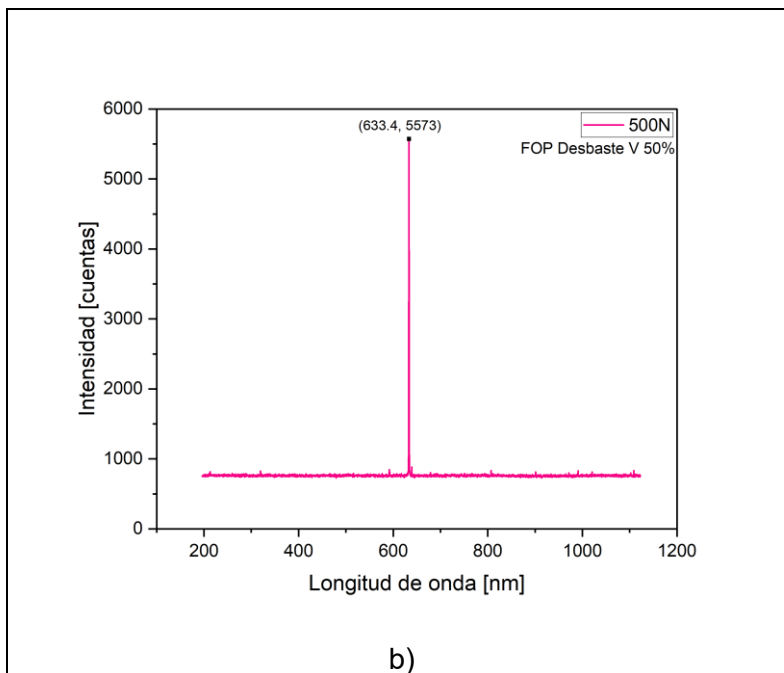 6000
5000
4000
3000
2000
1000
0
Intensidad [cuentas]
(633.4, 5573)
500N
FOP Desbaste V 50%
200 400 600 800 1000 1200
Longitud de onda [nm]
b)